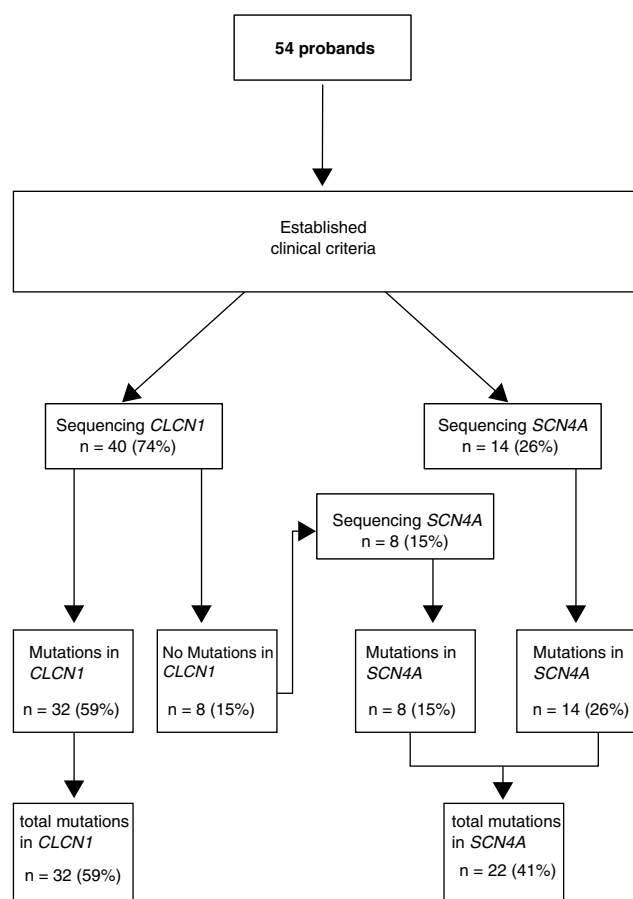 54 probands
Established
clinical criteria
Sequencing CLCN1
n = 40 (74%)
Sequencing SCN4A
n = 14 (26%)
Sequencing SCN4A
n = 8 (15%)
Mutations in
CLCN1
n = 32 (59%)
No Mutations in
CLCN1
n = 8 (15%)
Mutations in
SCN4A
n = 8 (15%)
Mutations in
SCN4A
n = 14 (26%)
total mutations
in CLCN1
n = 32 (59%)
total mutations
in SCN4A
n = 22 (41%)